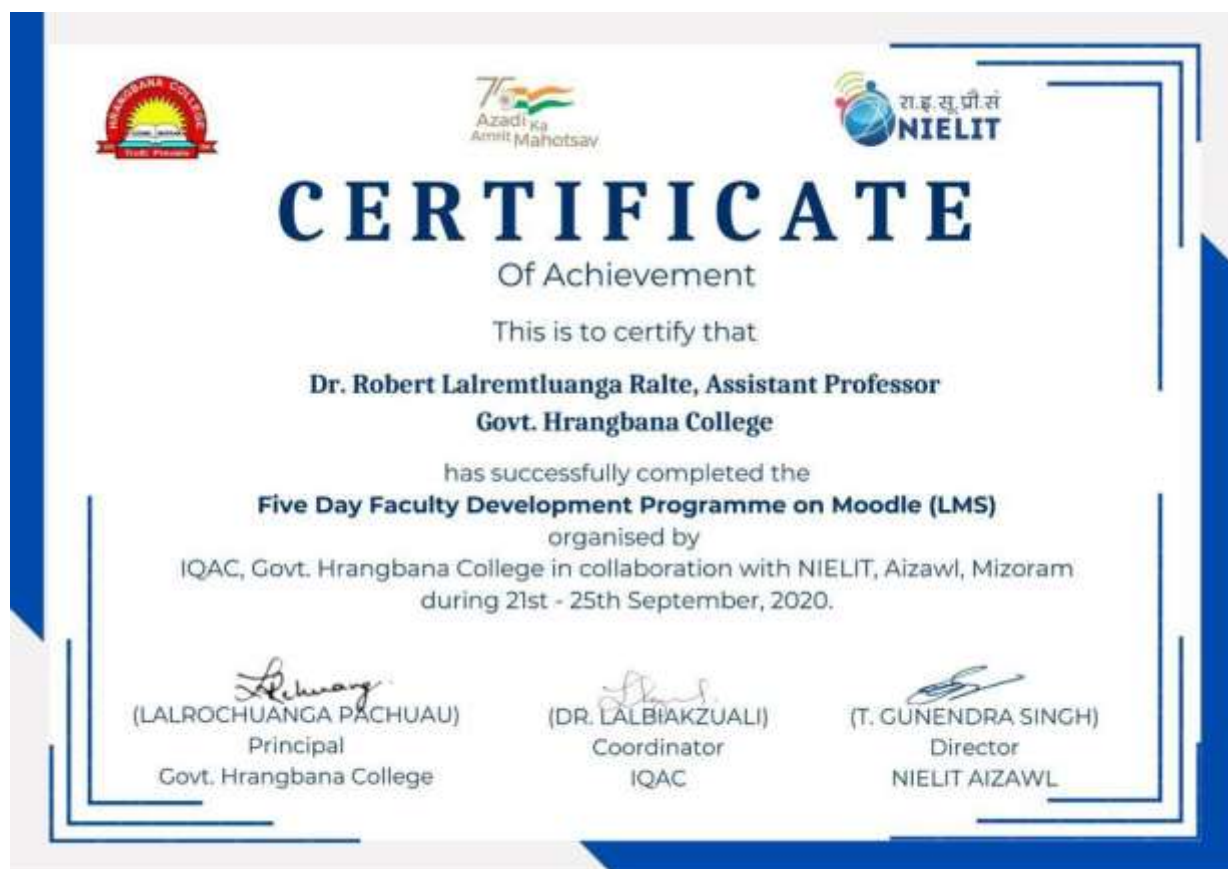 HRANGBANA COLLEGE
75
Azadi Ka
Amrit Mahotsav
रा.इ.सू.प्रौ.सं
NIELIT
CERTIFICATE
Of Achievement
This is to certify that
Dr. Robert Lalremtluanga Ralte, Assistant Professor
Govt. Hrangbana College
has successfully completed the
Five Day Faculty Development Programme on Moodle (LMS)
organised by
IQAC, Govt. Hrangbana College in collaboration with NIELIT, Aizawl, Mizoram
during 21st - 25th September, 2020.
(LALROCHUANGA PACHUAU)
Principal
Govt. Hrangbana College
(DR. LALBIAKZUALI)
Coordinator
IQAC
(T. GUNENDRA SINGH)
Director
NIELIT AIZAWL